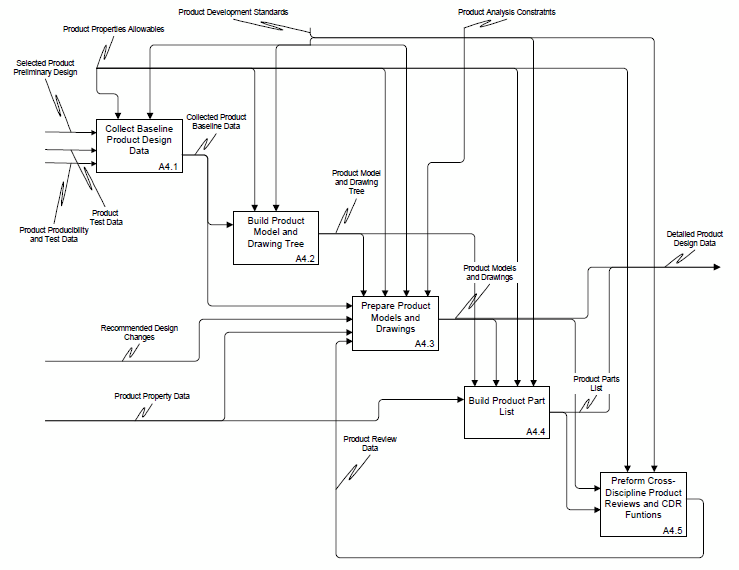 Product Development Standards
Product Analysis Constratnts
Product Properties Allowables
Selected Product
Preliminary Design
Collected Product
Baseline Data
Collect Baseline
Product Design
Data
A4.1
Product Model
and Drawing
Tree
Product
Test Data
Product Producibility
and Test Data
Build Product
Model and
Drawing Tree
A4.2
Detailed Product
Design Data
Product Models
and Drawings
Prepare Product
Models and
Drawings
A4.3
Recommended Design
Changes
Product Property Data
Product Parts
List
Build Product Part
List
A4.4
Product Review
Data
Preform Cross-
Discipline Product
Reviews and CDR
Funtions
A4.5